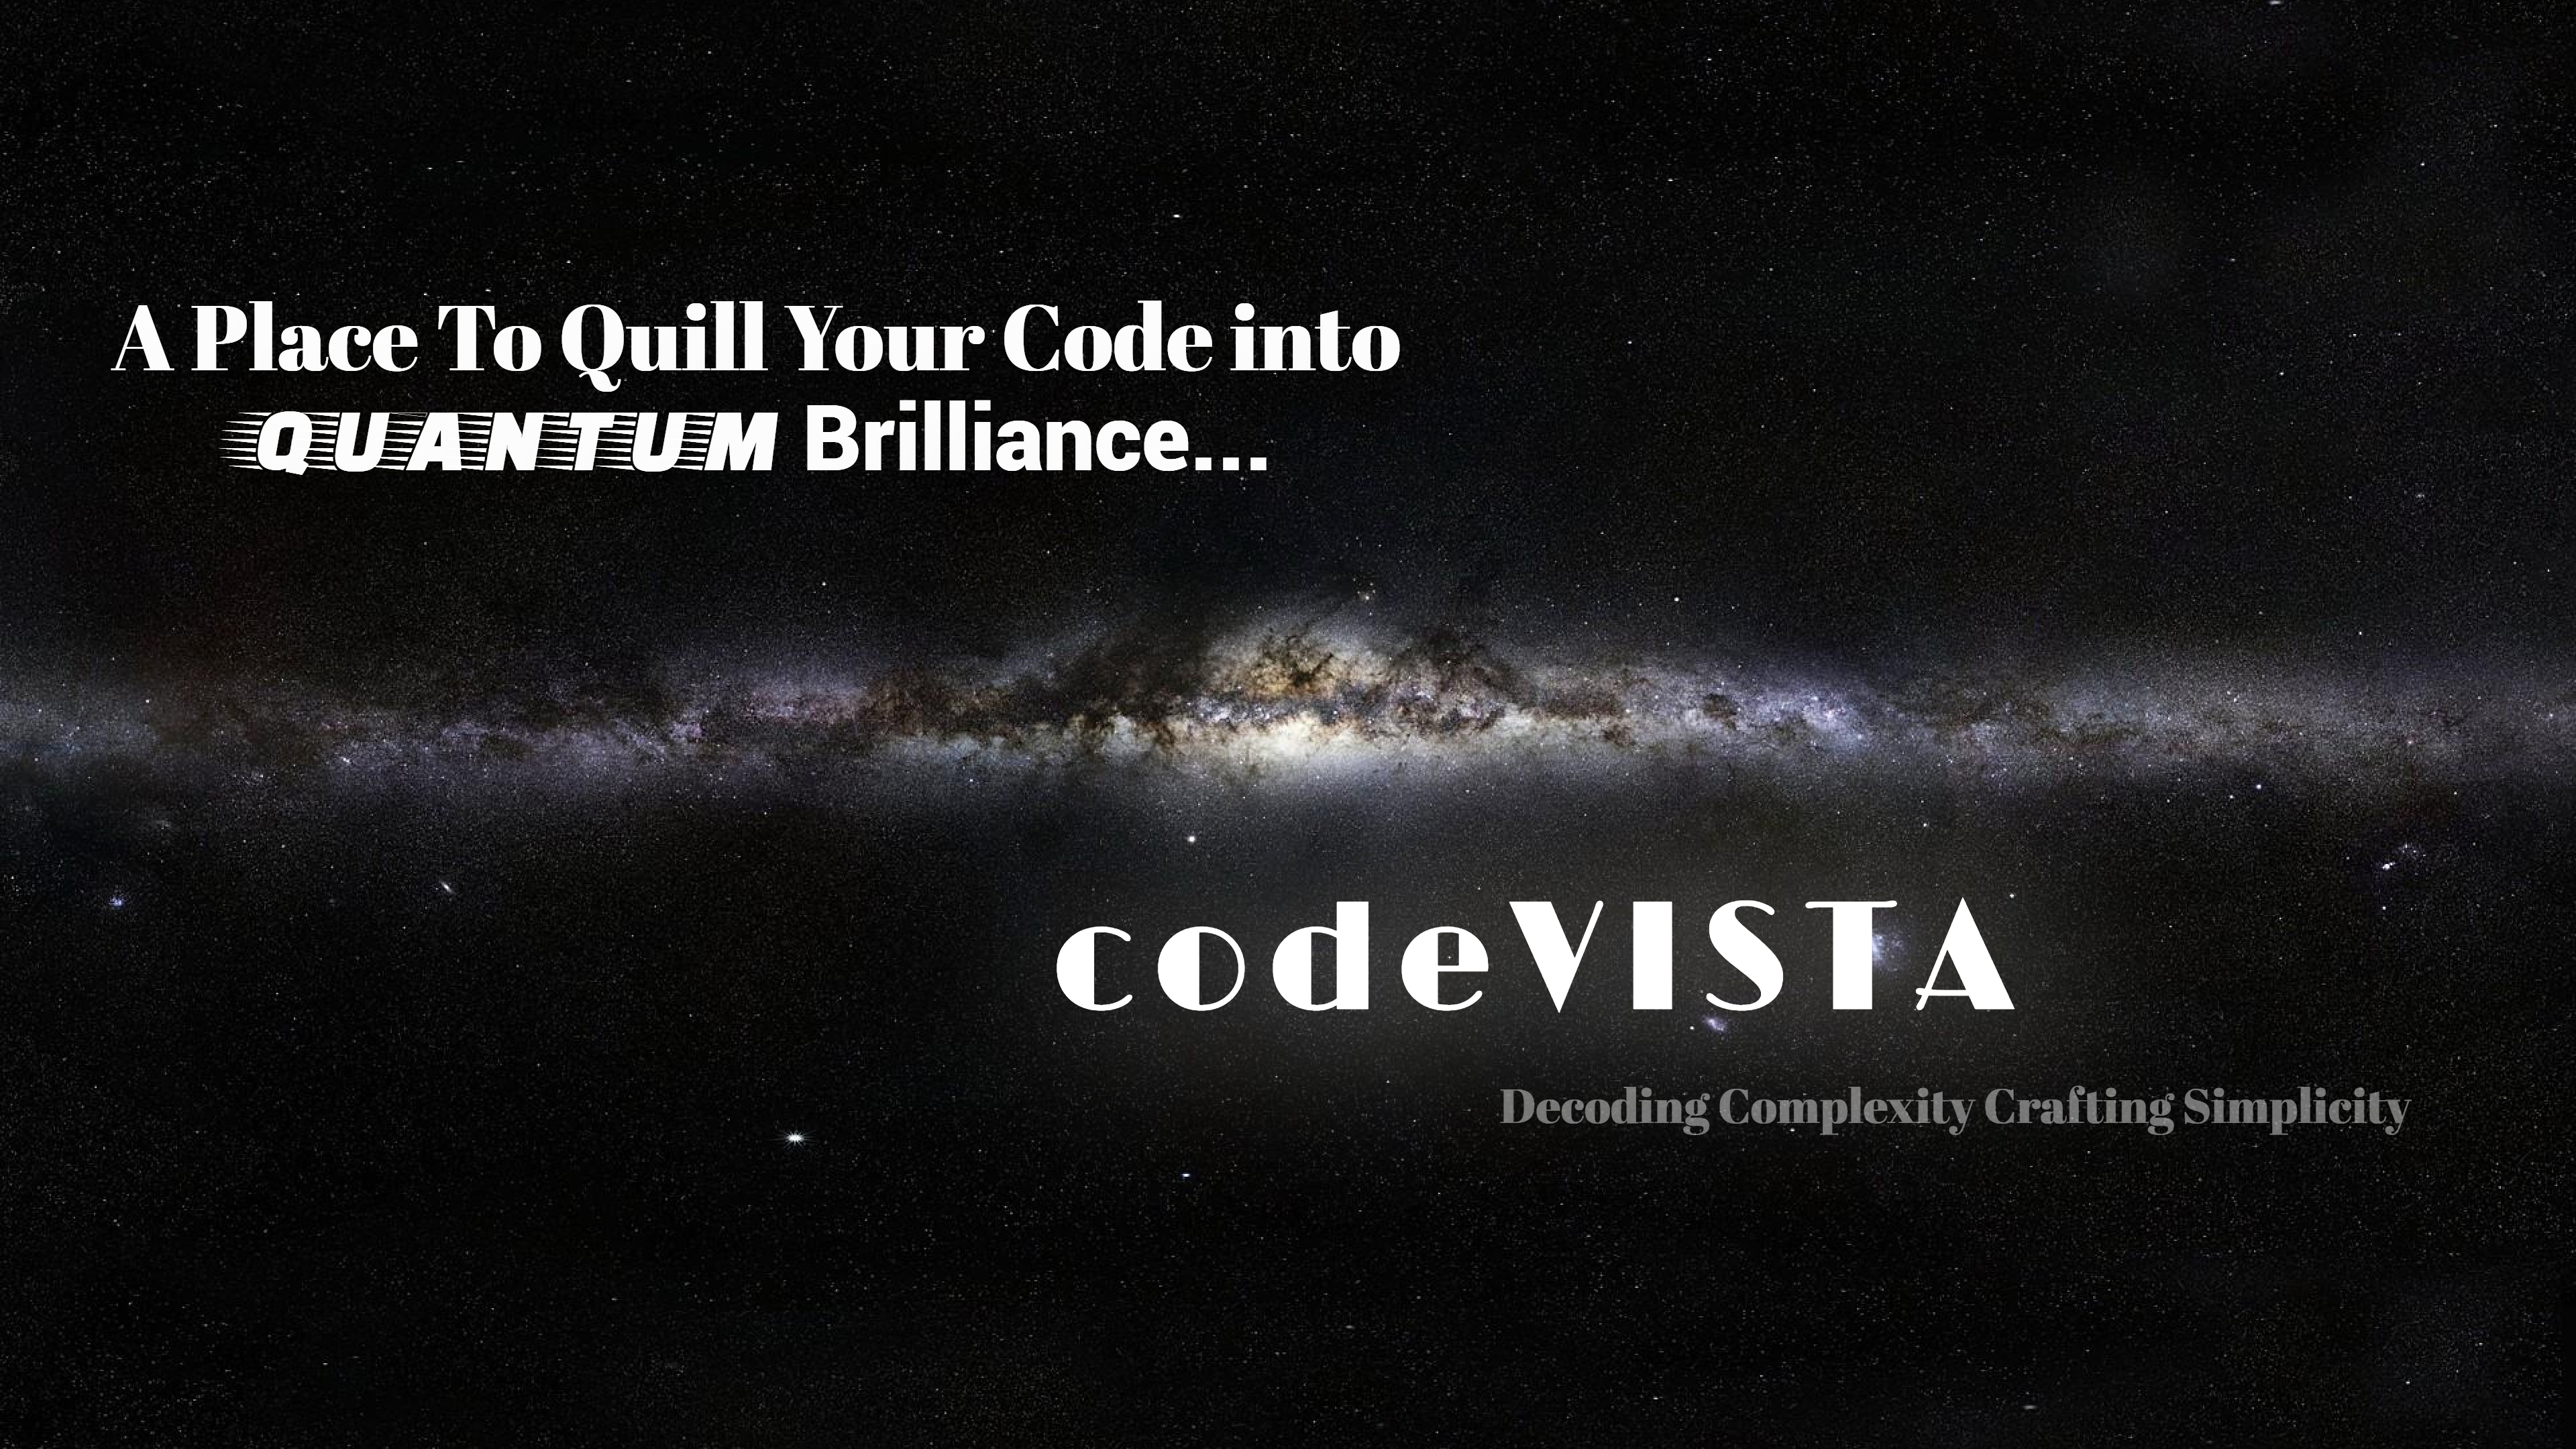 A Place To Quill Your Code into
QUANTUM Brilliance...
codeVISTA
Decoding Complexity Crafting Simplicity